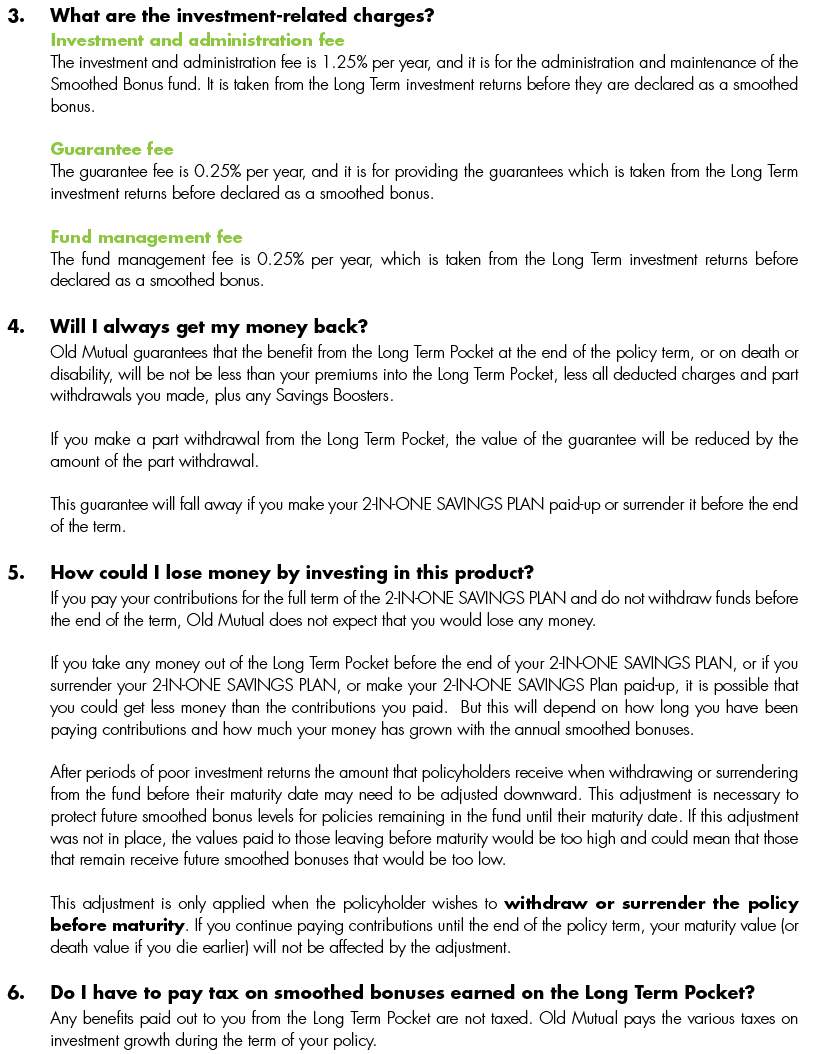 3. What are the investment-related charges?
Investment and administration fee
The investment and administration fee is 1.25% per year, and it is for the administration and maintenance of the
Smoothed Bonus fund. It is taken from the Long Term investment returns before they are declared as a smoothed
bonus.
Guarantee fee
The guarantee fee is 0.25% per year, and it is for providing the guarantees which is taken from the Long Term
investment returns before declared as a smoothed bonus.
Fund management fee
The fund management fee is 0.25% per year, which is taken from the Long Term investment returns before
declared as a smoothed bonus.
4. Will I always get my money back?
Old Mutual guarantees that the benefit from the Long Term Pocket at the end of the policy term, or on death or
disability, will be not be less than your premiums into the Long Term Pocket, less all deducted charges and part
withdrawals you made, plus any Savings Boosters.
If you make a part withdrawal from the Long Term Pocket, the value of the guarantee will be reduced by the
amount of the part withdrawal.
This guarantee will fall away if you make your 2-IN-ONE SAVINGS PLAN paid-up or surrender it before the end
of the term.
5. How could I lose money by investing in this product?
If you pay your contributions for the full term of the 2-IN-ONE SAVINGS PLAN and do not withdraw funds before
the end of the term, Old Mutual does not expect that you would lose any money.
If you take any money out of the Long Term Pocket before the end of your 2-IN-ONE SAVINGS PLAN, or if you
surrender your 2-IN-ONE SAVINGS PLAN, or make your 2-IN-ONE SAVINGS Plan paid-up, it is possible that
you could get less money than the contributions you paid. But this will depend on how long you have been
paying contributions and how much your money has grown with the annual smoothed bonuses.
After periods of poor investment returns the amount that policyholders receive when withdrawing or surrendering
from the fund before their maturity date may need to be adjusted downward. This adjustment is necessary to
protect future smoothed bonus levels for policies remaining in the fund until their maturity date. If this adjustment
was not in place, the values paid to those leaving before maturity would be too high and could mean that those
that remain receive future smoothed bonuses that would be too low.
This adjustment is only applied when the policyholder wishes to withdraw or surrender the policy
before maturity. If you continue paying contributions until the end of the policy term, your maturity value (or
death value if you die earlier) will not be affected by the adjustment.
6. Do I have to pay tax on smoothed bonuses earned on the Long Term Pocket?
Any benefits paid out to you from the Long Term Pocket are not taxed. Old Mutual pays the various taxes on
investment growth during the term of your policy.